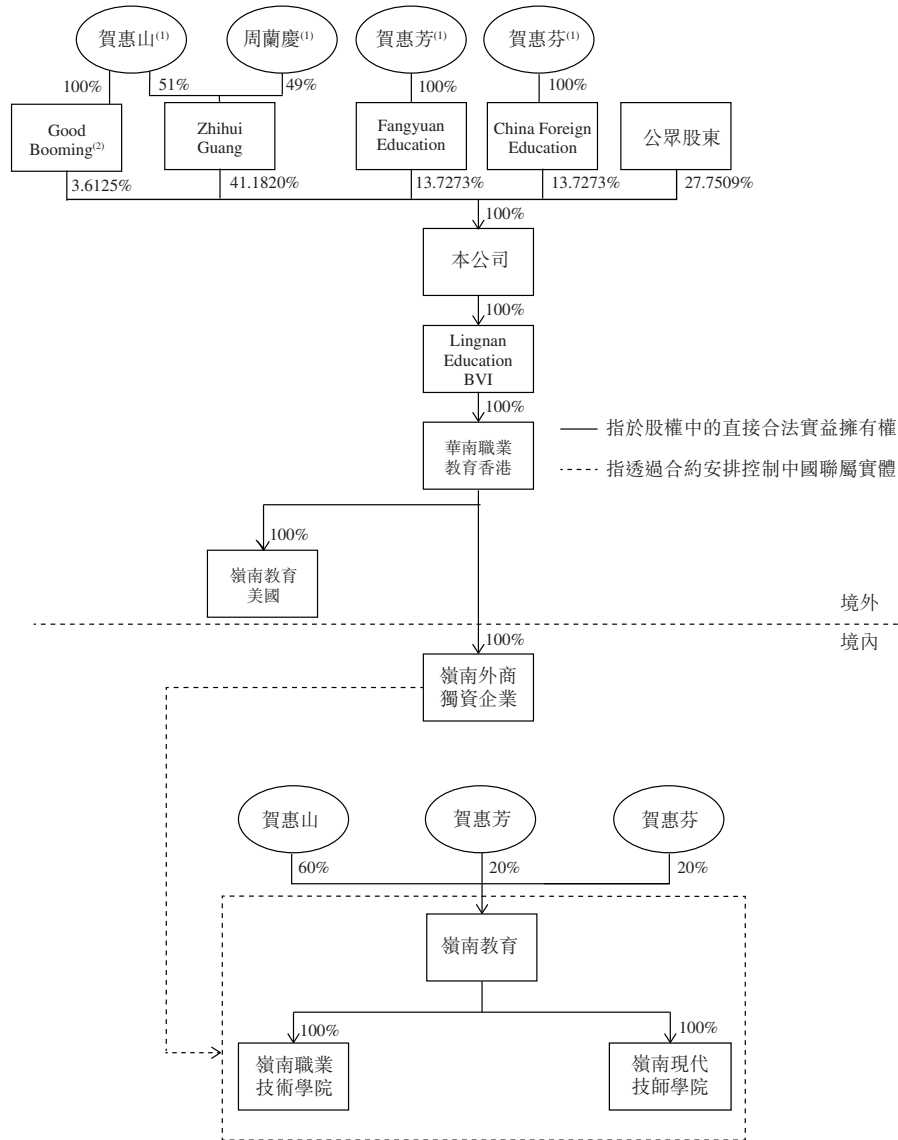 賀惠山(1)
周蘭慶(1)
賀惠芳(1)
賀惠芬(1)
100%
51%
49%
100%
100%
Good
Booming(2)
Zhihui
Guang
Fangyuan
Education
China Foreign
Education
公眾股東
3.6125%
41.1820%
13.7273%
13.7273%
27.7509%
100%
本公司
100%
Lingnan
Education
BVI
100%
華南職業
教育香港
指於股權中的直接合法實益擁有權
指透過合約安排控制中國聯屬實體
100%
嶺南教育
美國
境外
境內
100%
嶺南外商
獨資企業
賀惠山
賀惠芳
賀惠芬
60%
20%
20%
嶺南教育
100%
100%
嶺南職業
技術學院
嶺南現代
技師學院